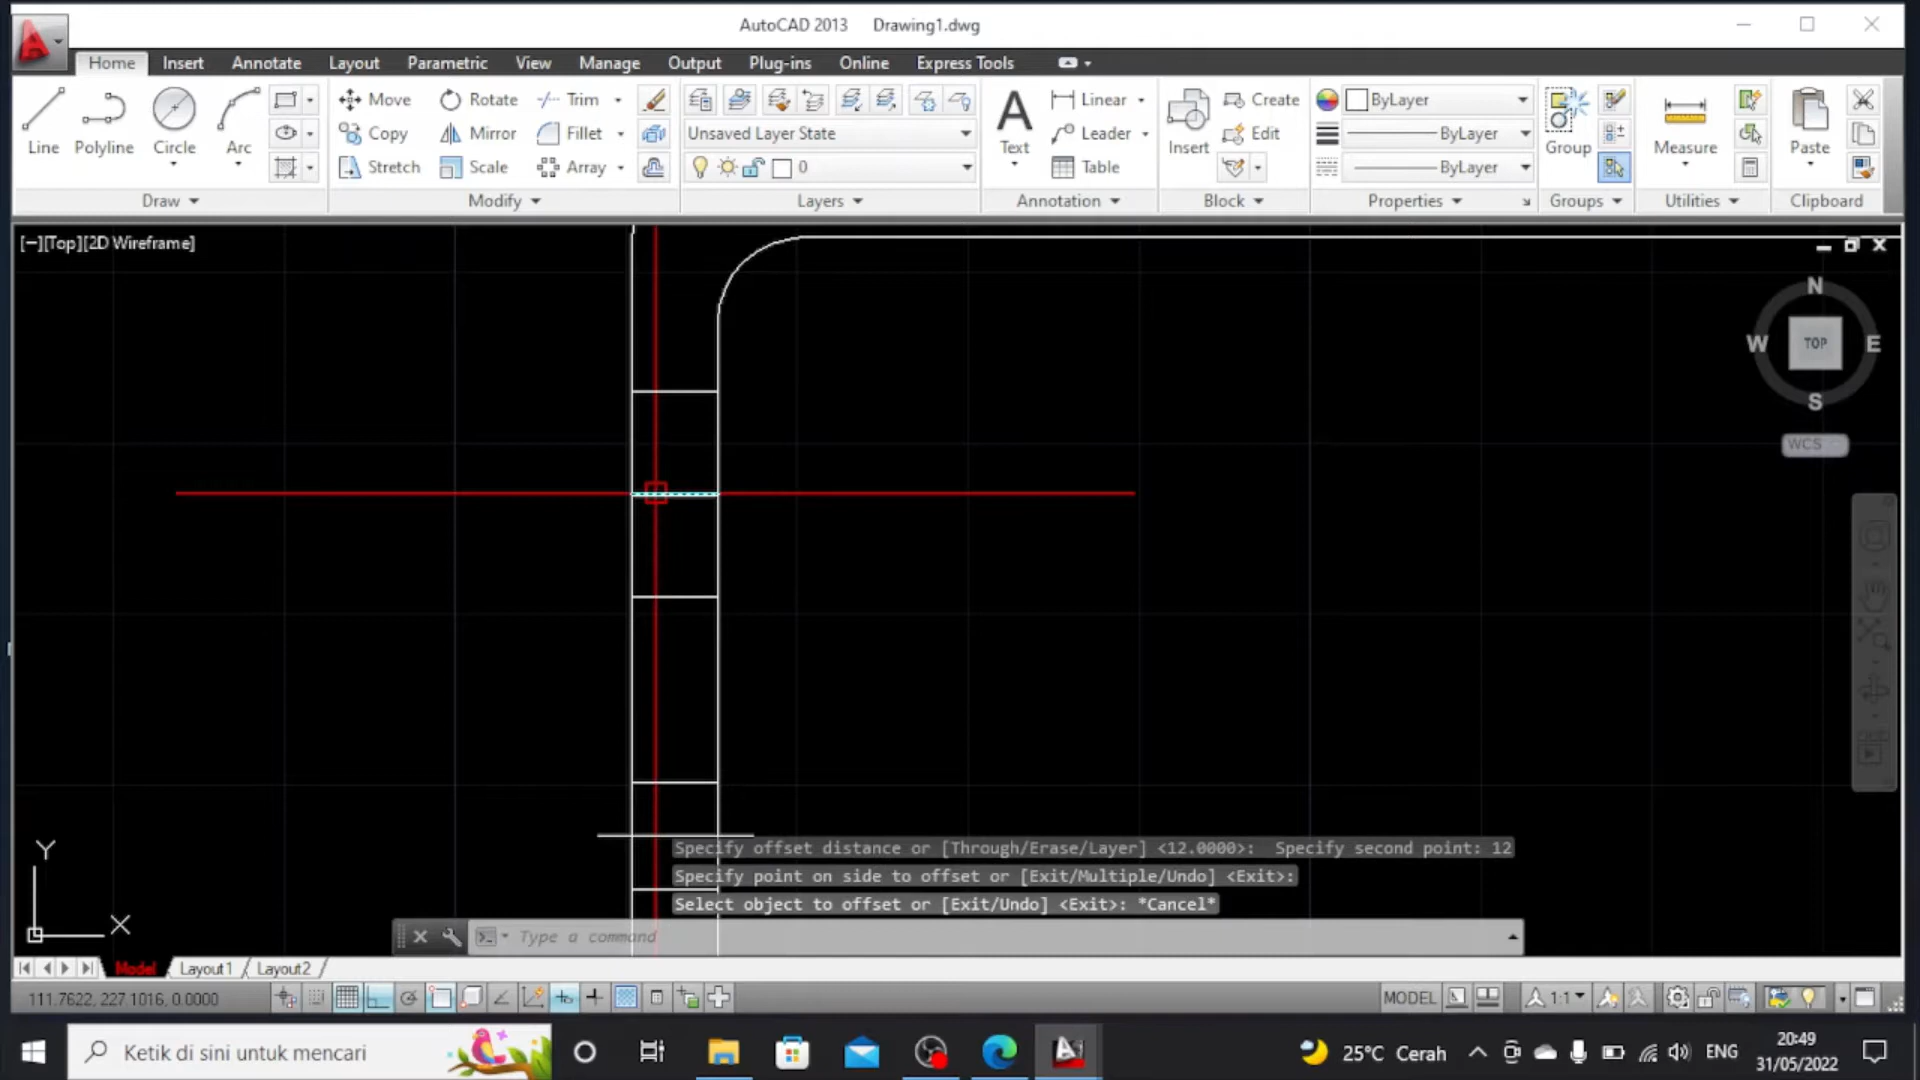 AutoCAD 2013 Drawing1.dwg
Home Insert Annotate Layout Parametric View Manage Output Plug-ins Online Express Tools
Move Rotate Trim Unsaved Layer State Linear Create ByLayer
Copy Mirror Fillet Leader Edit ByLayer
Line Polyline Circle Arc Text Insert Group Measure Paste
Stretch Scale Array 0 Table ByLayer
Draw Modify Layers Annotation Block Properties Groups Utilities Clipboard
[−][Top][2D Wireframe]
N
W TOP E
S
WCS
Specify offset distance or [Through/Erase/Layer] <12.0000>: Specify second point: 12
Specify point on side to offset or [Exit/Multiple/Undo] <Exit>:
Select object to offset or [Exit/Undo] <Exit>: *Cancel*
Y
X
Type a command
Model Layout1 Layout2
111.7622, 227.1016, 0.0000 MODEL 1:1
Ketik di sini untuk mencari 25°C Cerah ENG 20:49
31/05/2022